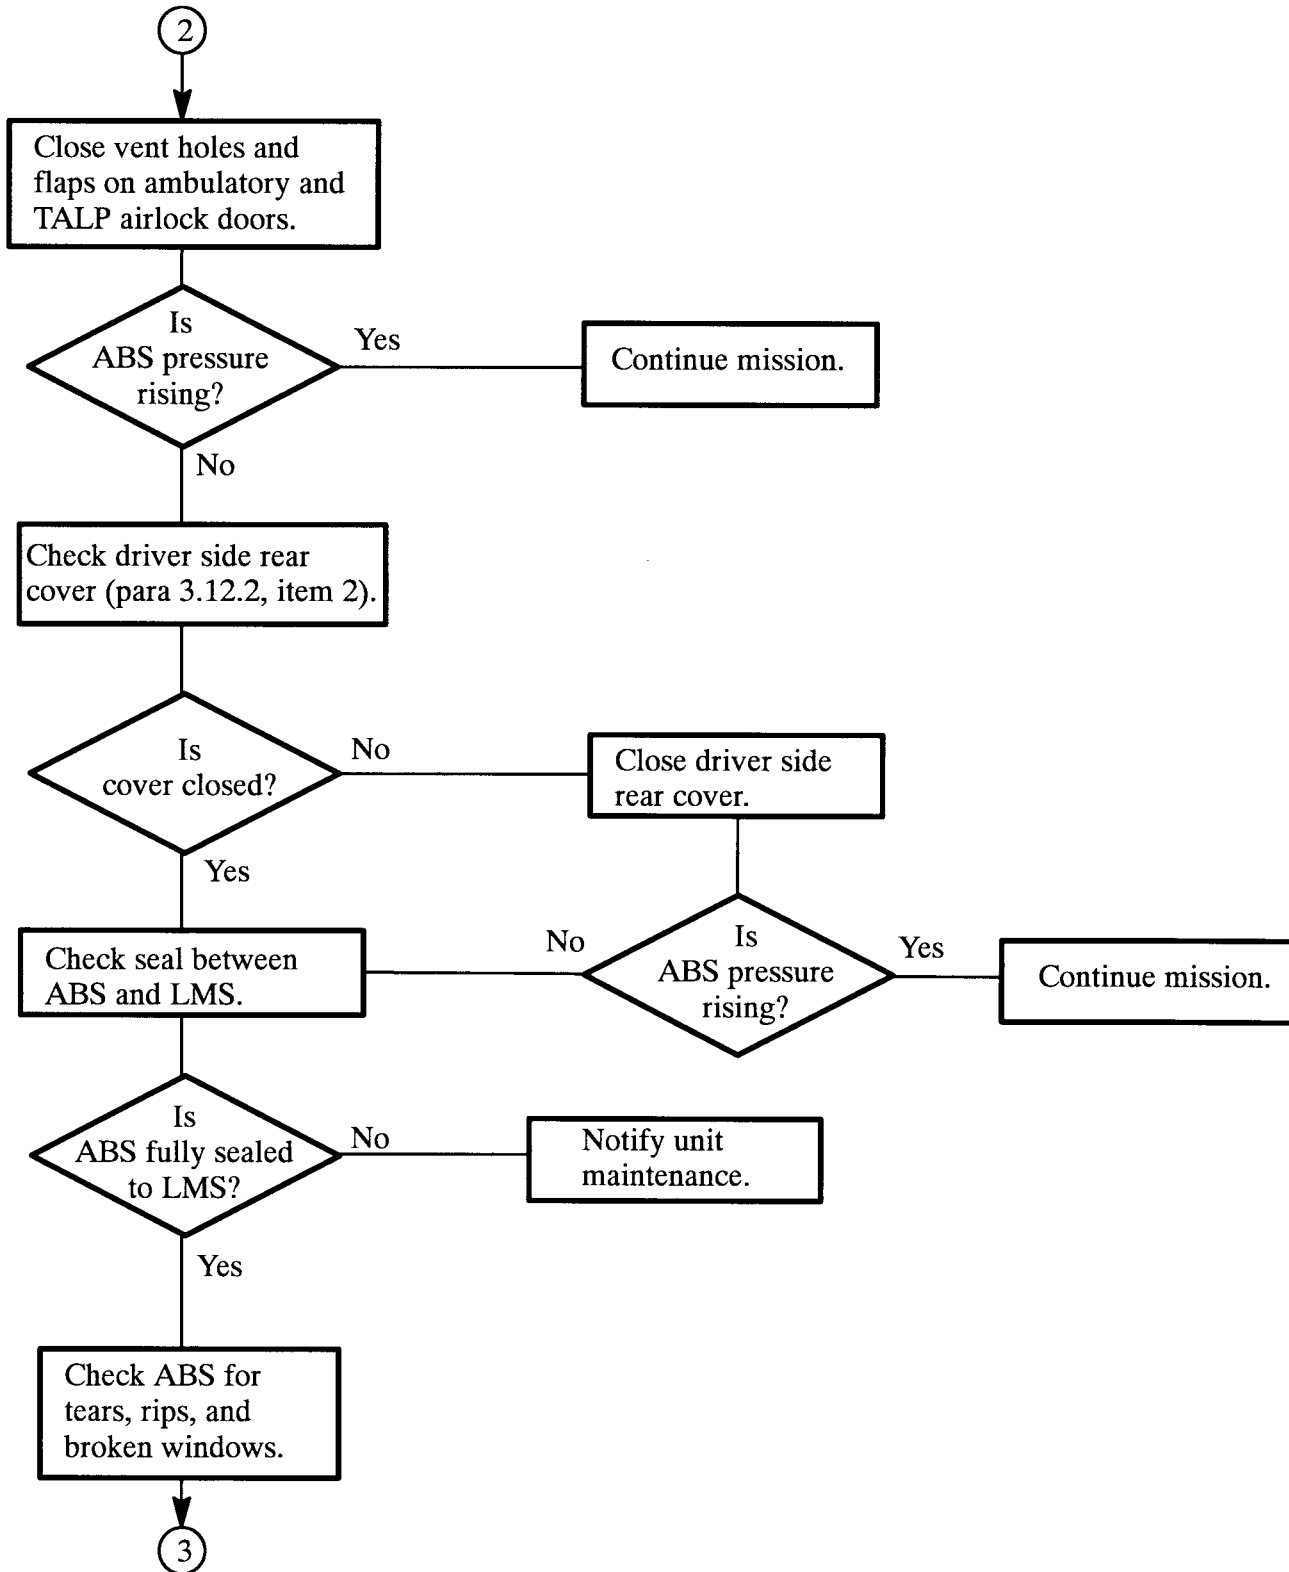 2
Close vent holes and
flaps on ambulatory and
TALP airlock doors.
Is
ABS pressure
rising?
Yes
Continue mission.
No
Check driver side rear
cover (para 3.12.2, item 2).
Is
cover closed?
No
Close driver side
rear cover.
Yes
Check seal between
ABS and LMS.
No
Is
ABS pressure
rising?
Yes
Continue mission.
Is
ABS fully sealed
to LMS?
No
Notify unit
maintenance.
Yes
Check ABS for
tears, rips, and
broken windows.
3